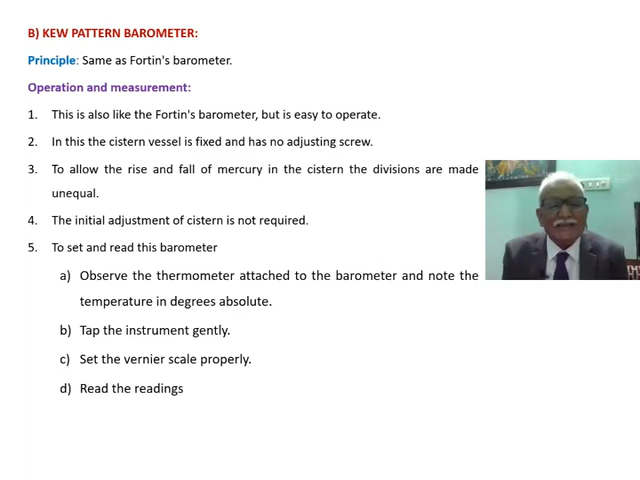 B) KEW PATTERN BAROMETER:
Principle: Same as Fortin's barometer.
Operation and measurement:
1. This is also like the Fortin's barometer, but is easy to operate.
2. In this the cistern vessel is fixed and has no adjusting screw.
3. To allow the rise and fall of mercury in the cistern the divisions are made
unequal.
4. The initial adjustment of cistern is not required.
5. To set and read this barometer
a) Observe the thermometer attached to the barometer and note the
temperature in degrees absolute.
b) Tap the instrument gently.
c) Set the vernier scale properly.
d) Read the readings